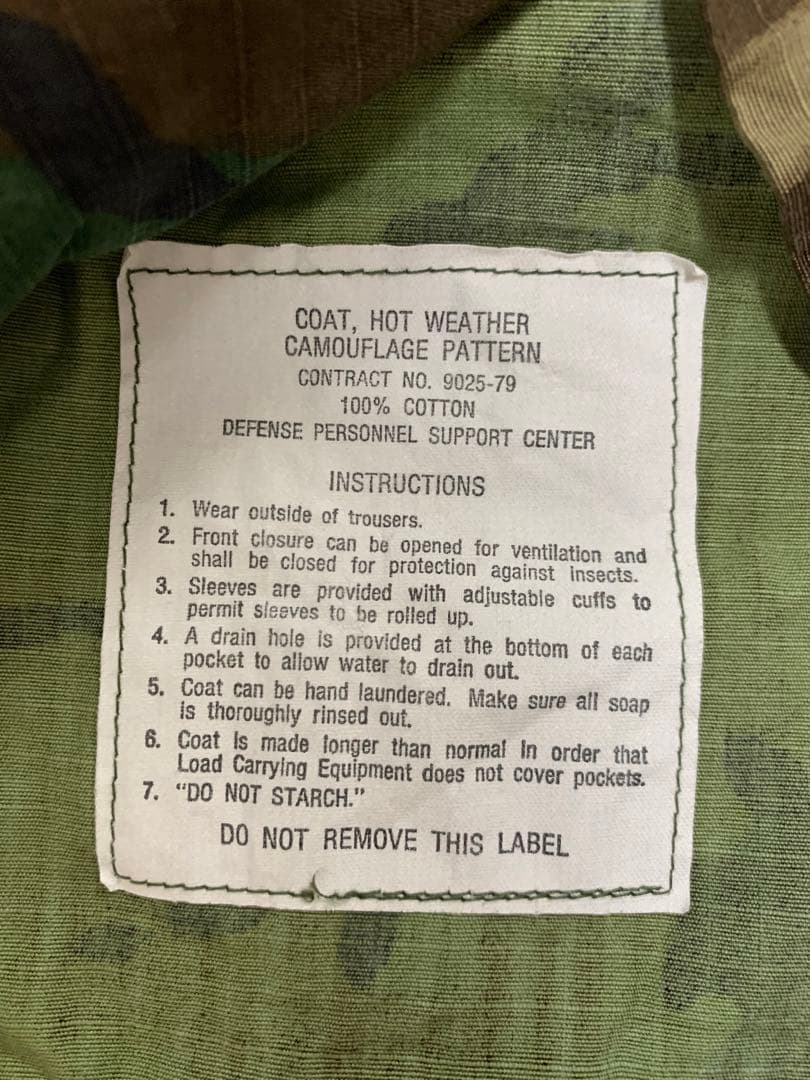 COAT, HOT WEATHER
CAMOUFLAGE PATTERN
CONTRACT NO. 9025-79
100% COTTON
DEFENSE PERSONNEL SUPPORT CENTER
INSTRUCTIONS
1. Wear outside of trousers.
2. Front closure can be opened for ventilation and
shall be closed for protection against insects.
3. Sleeves are provided with adjustable cuffs to
permit sleeves to be rolled up.
4. A drain hole is provided at the bottom of each
pocket to allow water to drain out.
5. Coat can be hand laundered. Make sure all soap
is thoroughly rinsed out.
6. Coat is made longer than normal in order that
Load Carrying Equipment does not cover pockets.
7. “DO NOT STARCH.”
DO NOT REMOVE THIS LABEL